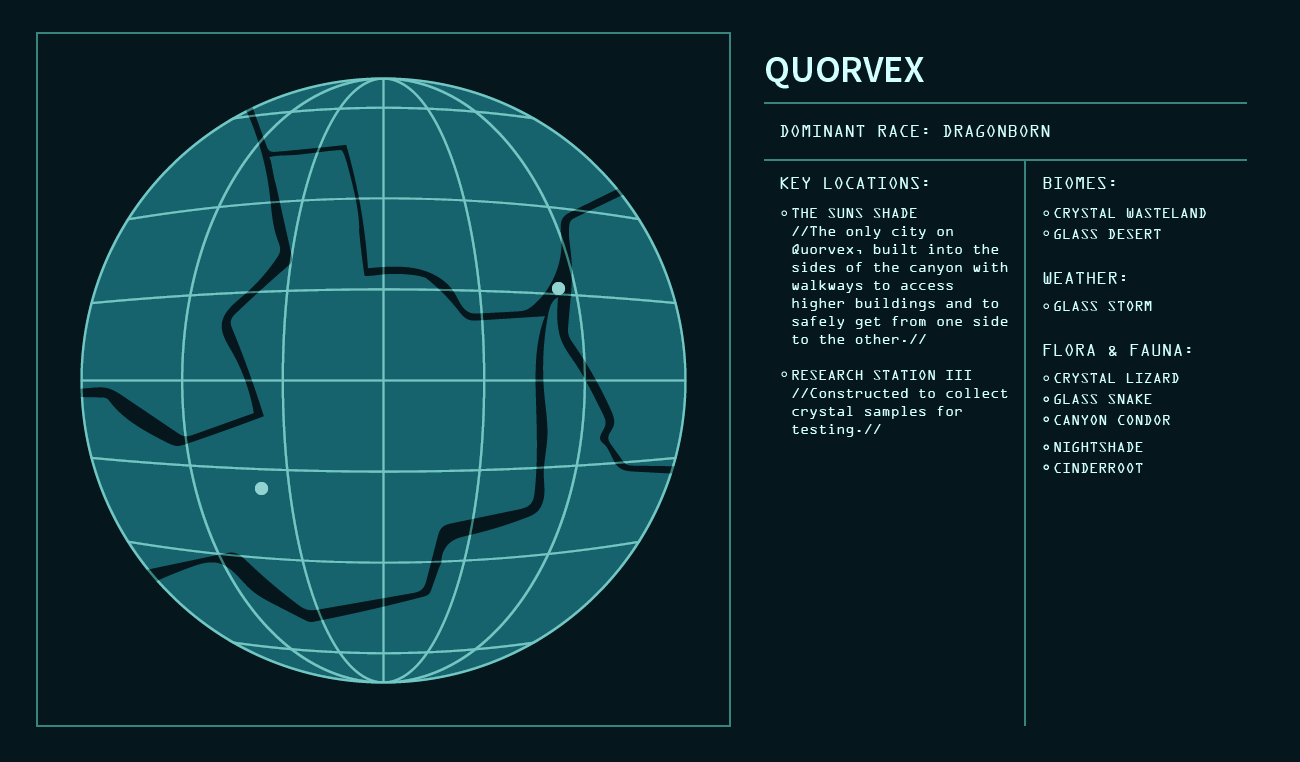 QUORVEX
DOMINANT RACE: DRAGONBORN
KEY LOCATIONS:
THE SUNS SHADE
//The only city on
Quorvex, built into the
sides of the canyon with
walkways to access
higher buildings and to
safely get from one side
to the other.//
RESEARCH STATION III
//Constructed to collect
crystal samples for
testing.//
BIOMES:
CRYSTAL WASTELAND
GLASS DESERT
WEATHER:
GLASS STORM
FLORA & FAUNA:
CRYSTAL LIZARD
GLASS SNAKE
CANYON CONDOR
NIGHTSHADE
CINDERROOT